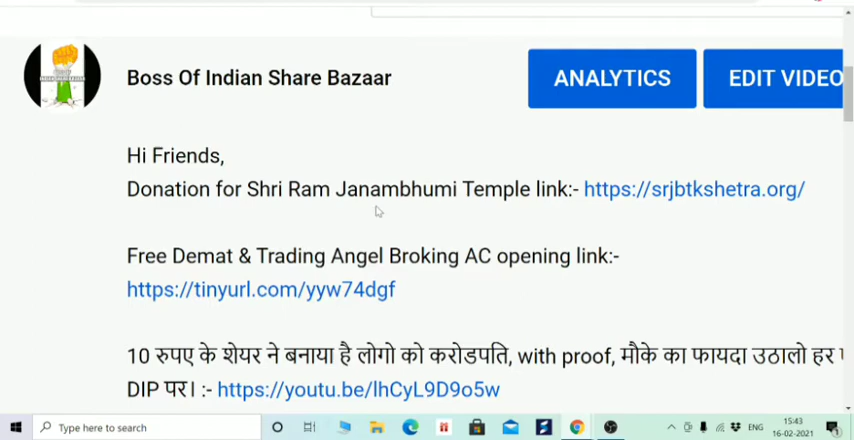 Boss Of Indian Share Bazaar
ANALYTICS
EDIT VIDEO
Hi Friends,
Donation for Shri Ram Janambhumi Temple link:- https://srjbtkshetra.org/
Free Demat & Trading Angel Broking AC opening link:-
https://tinyurl.com/yyw74dgf
10 रुपए के शेयर ने बनाया है लोगो को करोडपति, with proof, मौके का फायदा उठालो हर
DIP पर। :- https://youtu.be/lhCyL9D9o5w
Type here to search
ENG
15:43
16-02-2021